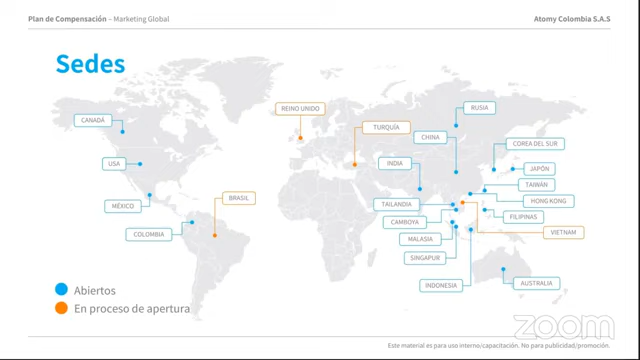 Plan de Compensación – Marketing Global
Atomy Colombia S.A.S
Sedes
RUSIA
REINO UNIDO
CANADÁ
TURQUÍA
CHINA
COREA DEL SUR
USA
INDIA
JAPÓN
TAIWÁN
MÉXICO
BRASIL
TAILANDIA
HONG KONG
CAMBOYA
FILIPINAS
COLOMBIA
MALASIA
VIETNAM
SINGAPUR
INDONESIA
AUSTRALIA
Abiertos
En proceso de apertura
zoom
Este material es para uso interno/capacitación. No para publicidad/promoción.